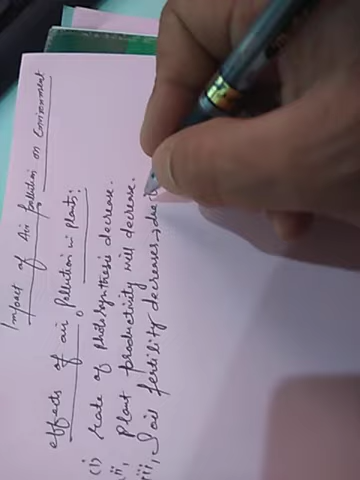 Impact of Air Pollution on Environment
effects of air Pollution in Plants:
(i) rate of photosynthesis decrease.
ii, Plant productivity will decrease.
iii, Soil fertility decreases → due